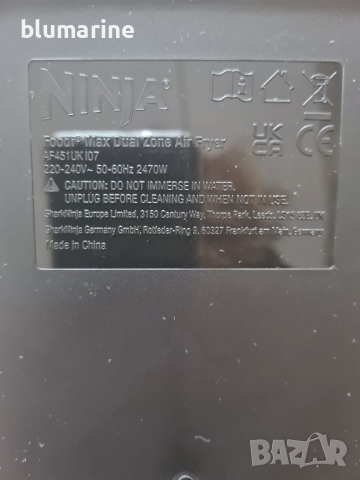 blumarine
NINJA
Foodi® Max Dual Zone Air Fryer
AF451UK I07
220-240V~ 50-60Hz 2470W
CAUTION: DO NOT IMMERSE IN WATER.
UNPLUG BEFORE CLEANING AND WHEN NOT IN USE.
SharkNinja Europe Limited, 3150 Century Way, Thorpe Park, Leeds,
SharkNinja Germany GmbH, Rotfeder-Ring 9, 60327 Frankfurt am Main, Germany
Made in China
UK
CA
CE
BAZAR